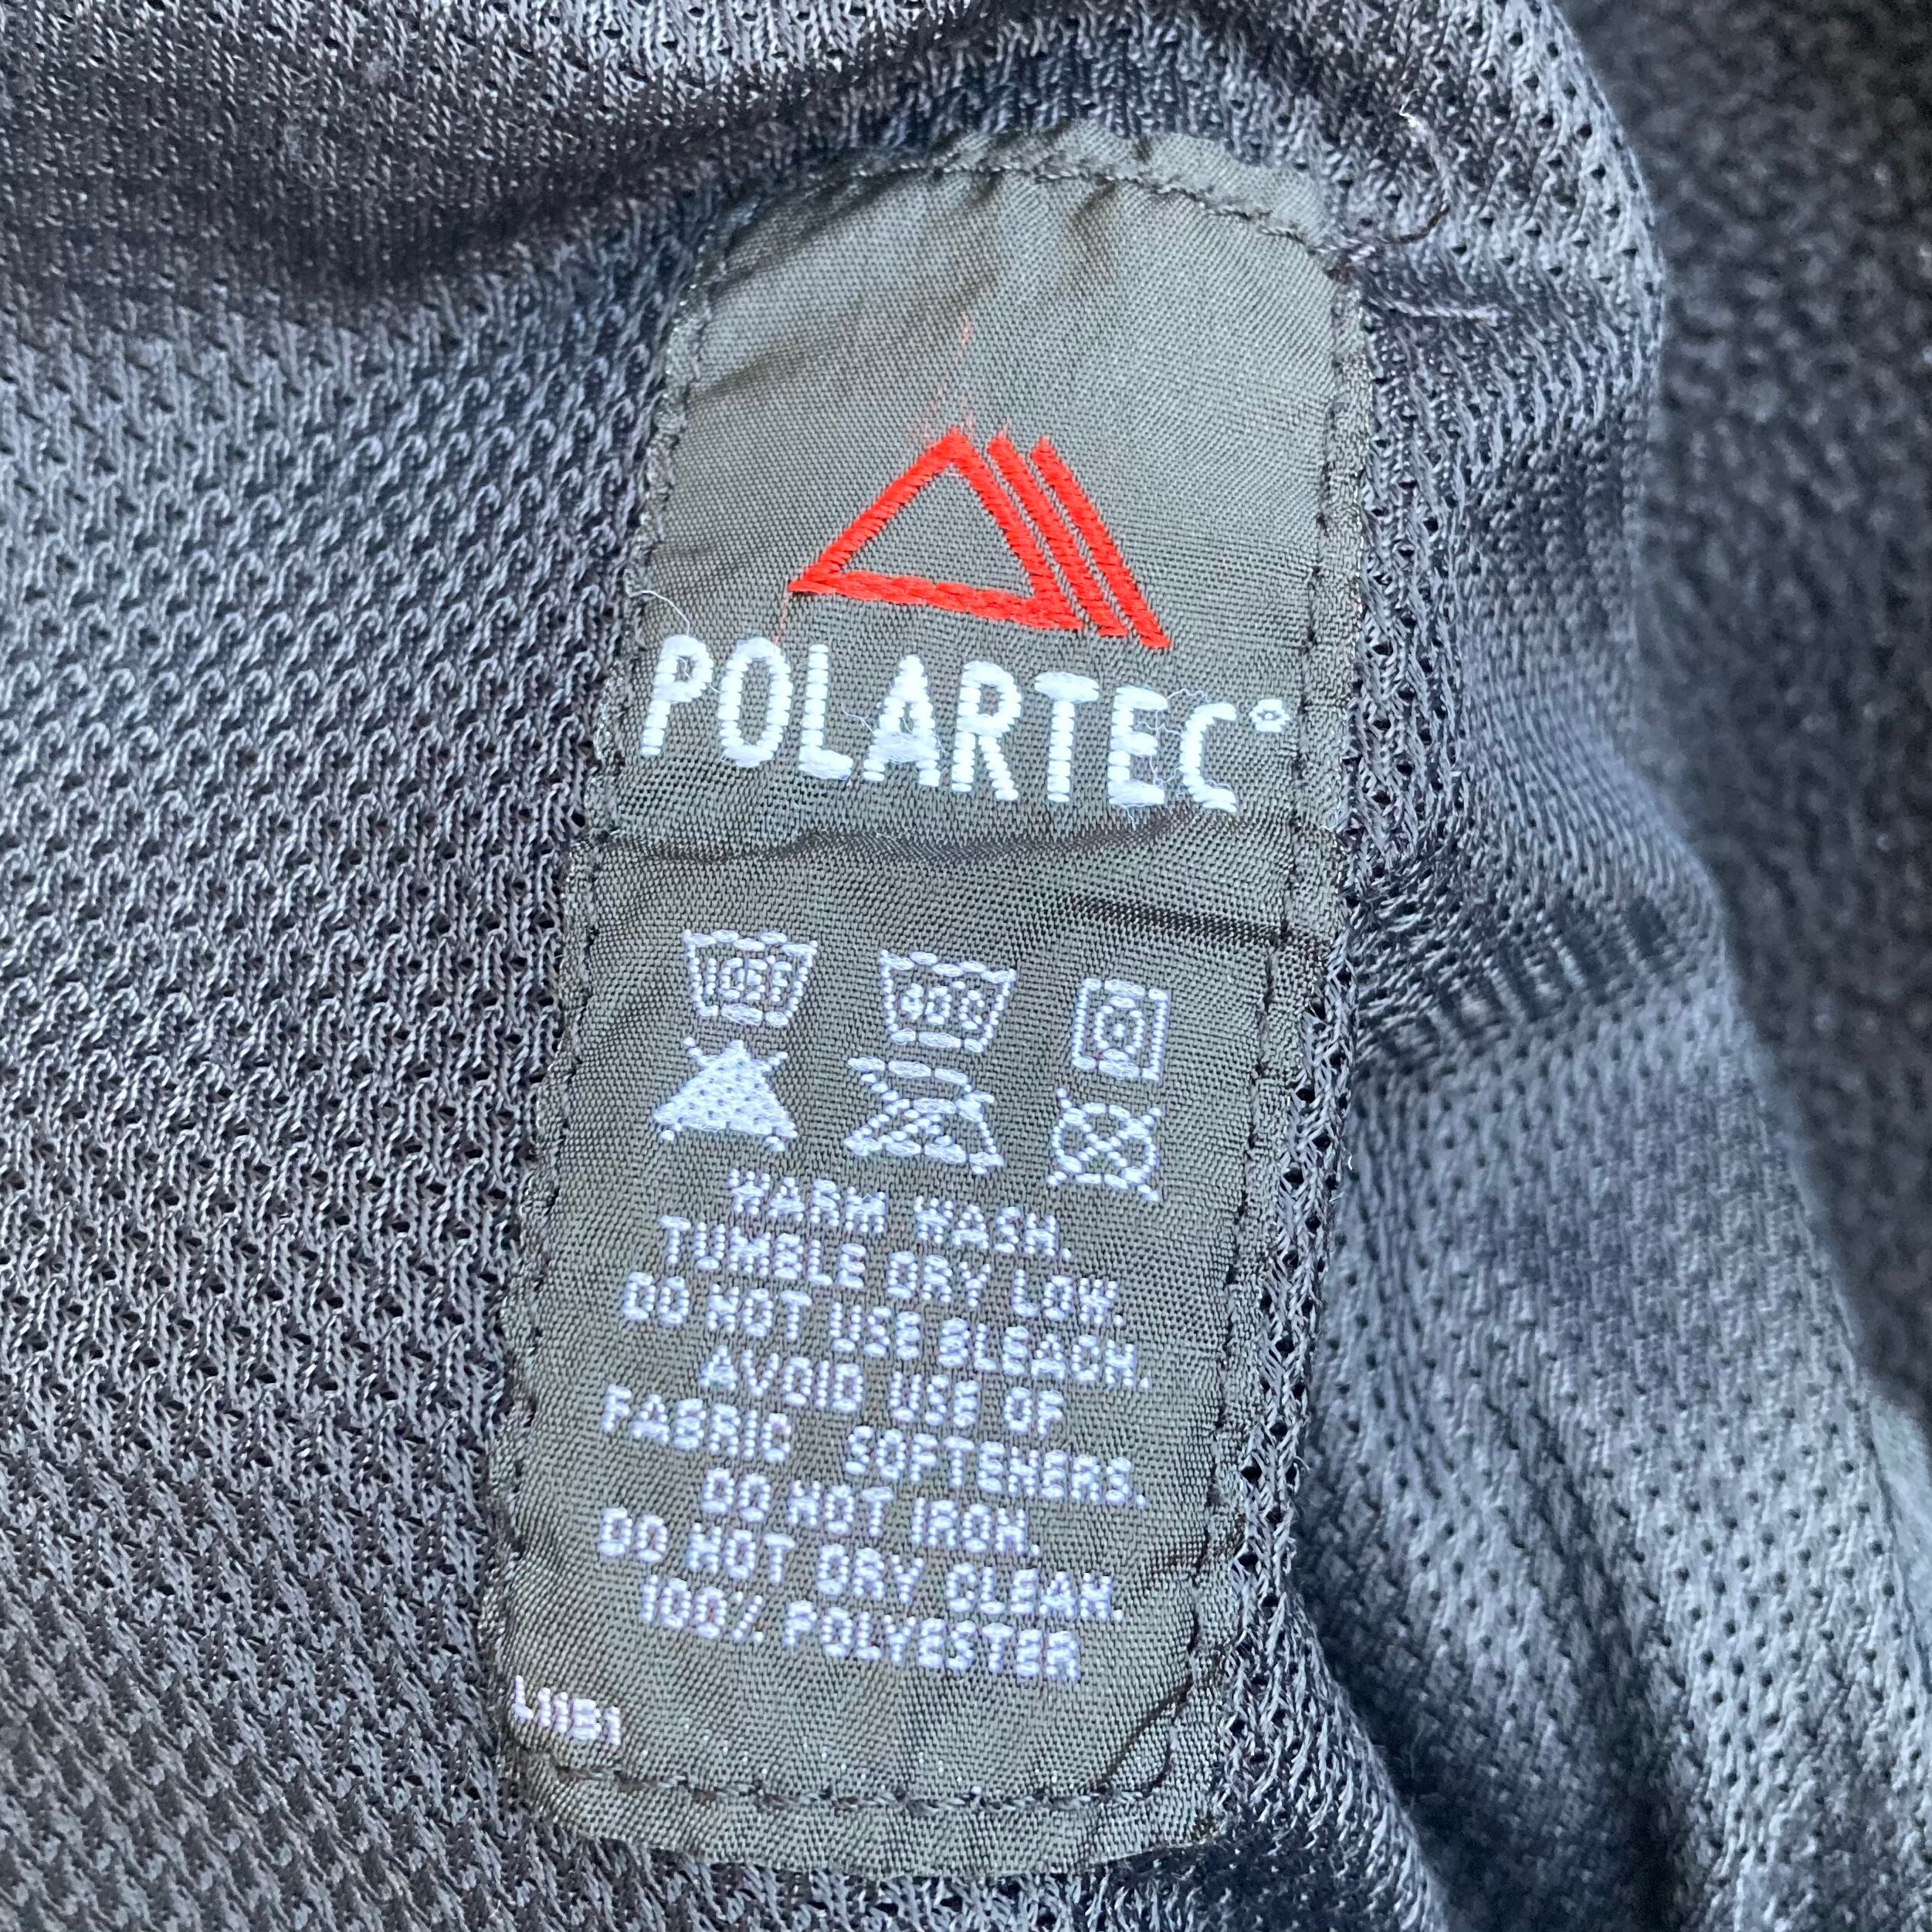 POLARTEC®
105F 40C
WARM WASH.
TUMBLE DRY LOW.
DO NOT USE BLEACH.
AVOID USE OF
FABRIC SOFTENERS.
DO NOT IRON.
DO NOT DRY CLEAN.
100% POLYESTER